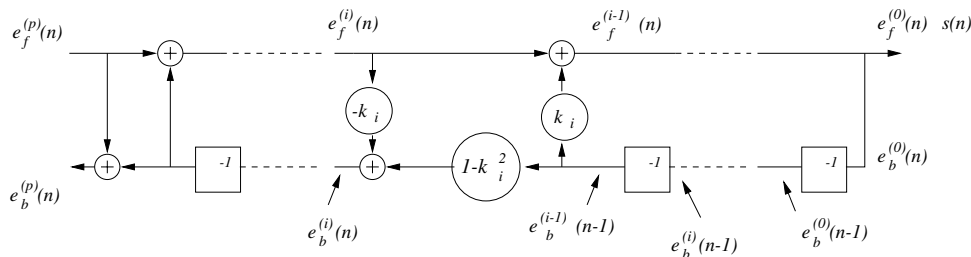 e_f^{(p)}(n)
e_f^{(i)}(n)
e_f^{(i-1)}(n)
e_f^{(0)}(n) s(n)
+
+
-k_i
k_i
+
-1
+
1-k_i^2
-1
-1
e_b^{(0)}(n)
e_b^{(p)}(n)
e_b^{(i)}(n)
e_b^{(i-1)}(n-1)
e_b^{(i)}(n-1)
e_b^{(0)}(n-1)